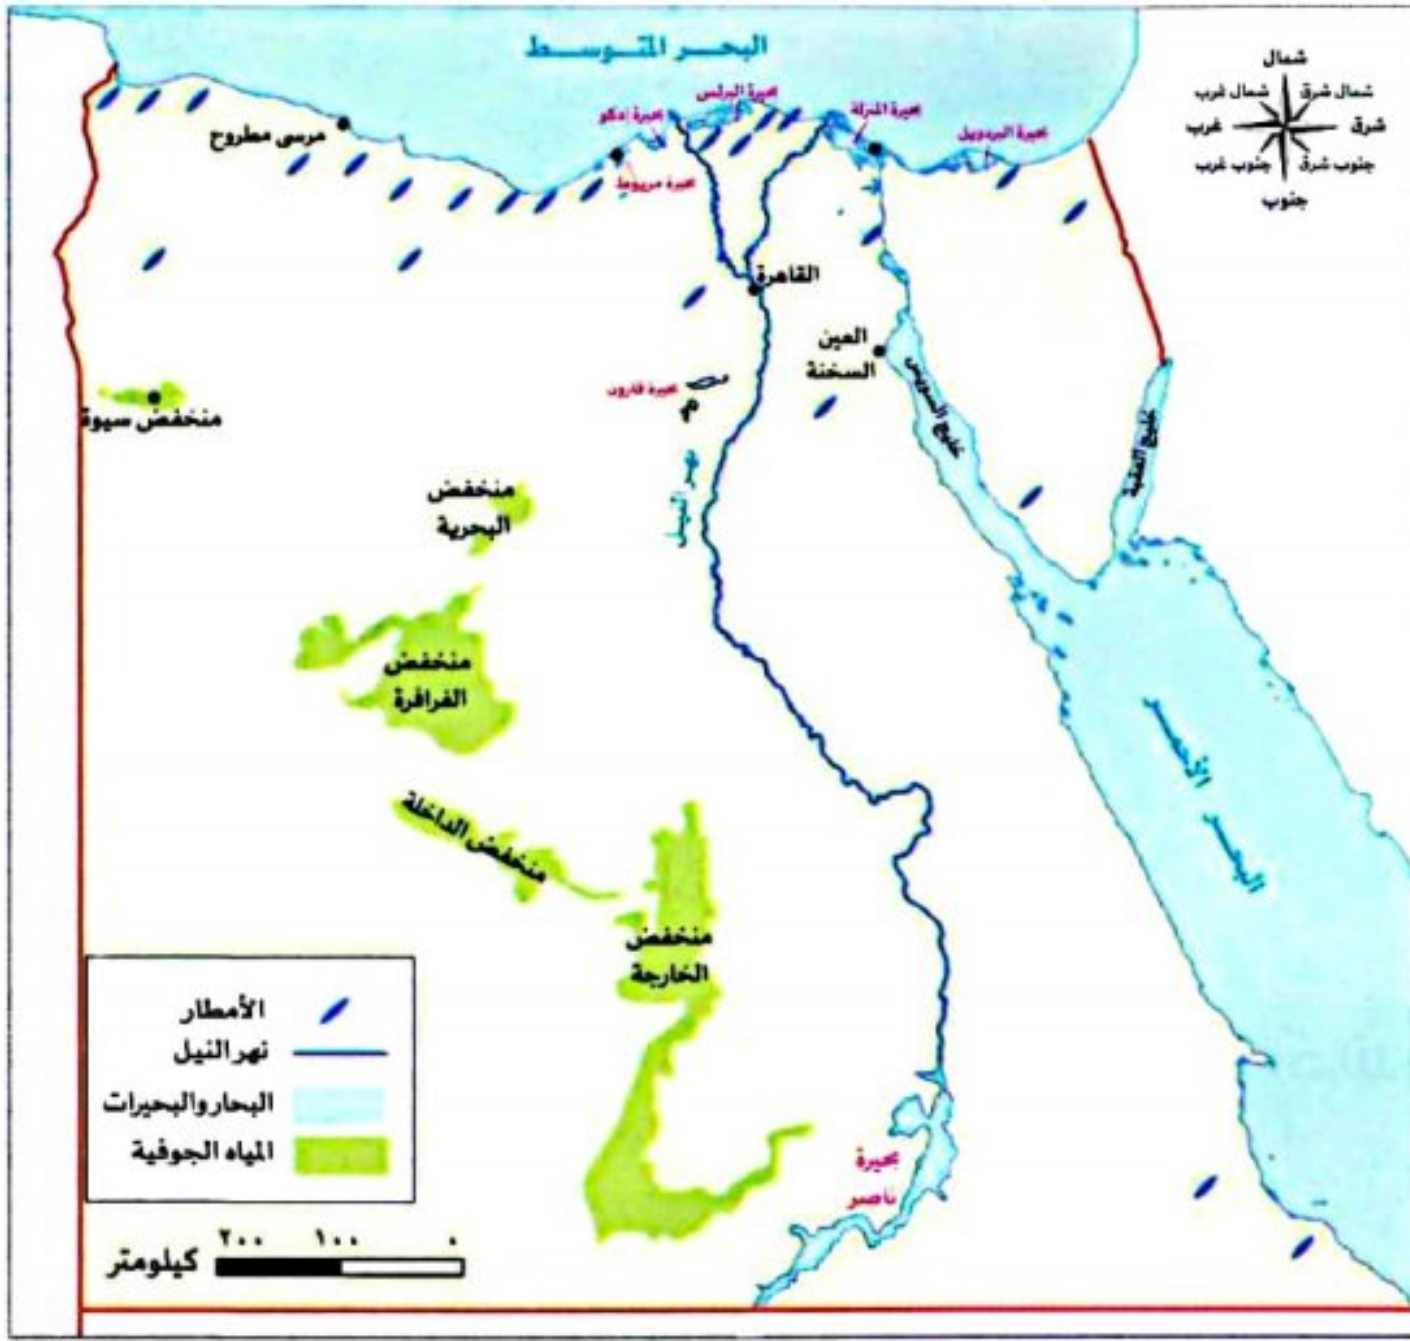 البحر المتوسط
شمال
شمال غرب
شمال شرق
غرب
شرق
جنوب غرب
جنوب شرق
جنوب
بحيرة البرلس
بحيرة إدكو
بحيرة المنزلة
بحيرة البردويل
بحيرة مريوط
مرسى مطروح
القاهرة
العين
السخنة
خليج السويس
خليج العقبة
بحيرة قارون
م
نهر النيل
منخفض سيوة
منخفض
البحرية
منخفض
الفرافرة
منخفض الداخلة
منخفض
الخارجة
البحر الأحمر
بحيرة
ناصر
الأمطار
نهر النيل
البحار والبحيرات
المياه الجوفية
٢٠٠ ١٠٠ ٠
كيلومتر